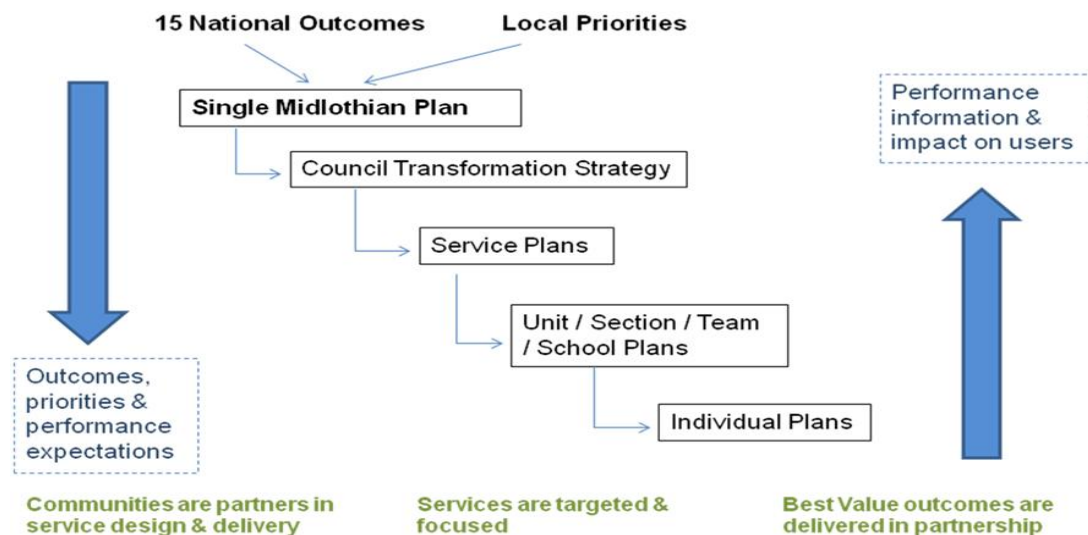 15 National Outcomes
Local Priorities
Single Midlothian Plan
Performance
information &
impact on users
Council Transformation Strategy
Service Plans
Unit / Section / Team
/ School Plans
Outcomes,
priorities &
performance
expectations
Individual Plans
Communities are partners in
service design & delivery
Services are targeted &
focused
Best Value outcomes are
delivered in partnership